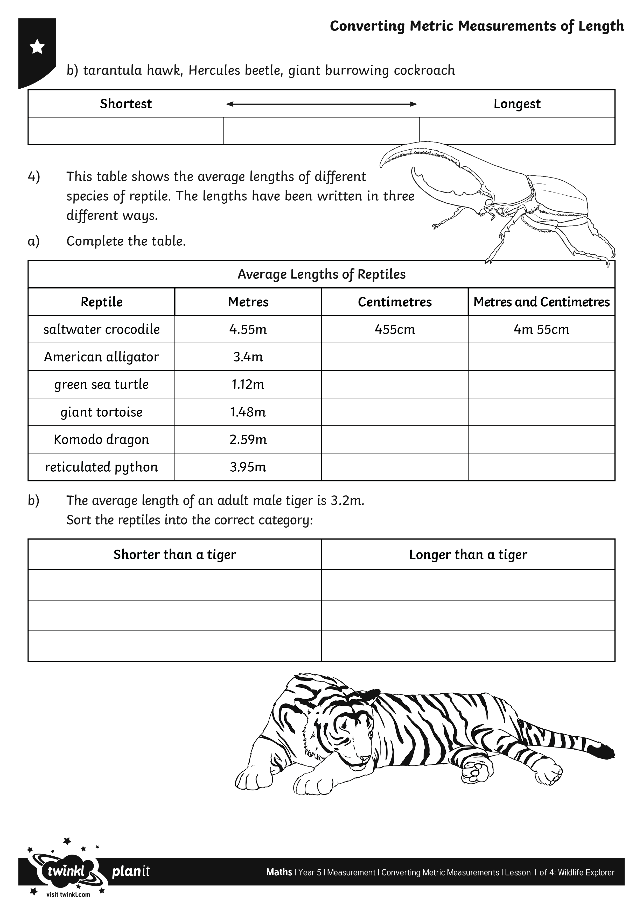 Converting Metric Measurements of Length
b) tarantula hawk, Hercules beetle, giant burrowing cockroach
Shortest Longest
4) This table shows the average lengths of different
species of reptile. The lengths have been written in three
different ways.
a) Complete the table.
Average Lengths of Reptiles
Reptile Metres Centimetres Metres and Centimetres
saltwater crocodile 4.55m 455cm 4m 55cm
American alligator 3.4m
green sea turtle 1.12m
giant tortoise 1.48m
Komodo dragon 2.59m
reticulated python 3.95m
b) The average length of an adult male tiger is 3.2m.
Sort the reptiles into the correct category:
Shorter than a tiger Longer than a tiger
twinkl planit
visit twinkl.com
Maths | Year 5 | Measurement | Converting Metric Measurements | Lesson 1 of 4: Wildlife Explorer